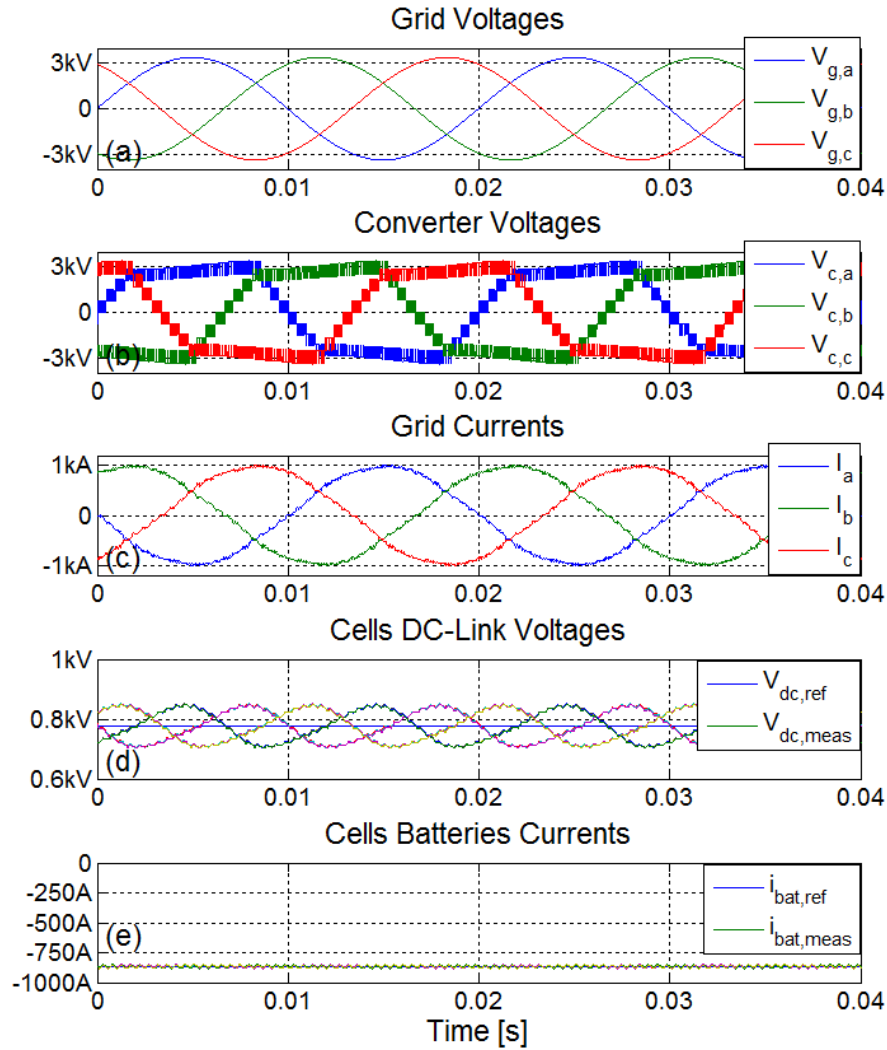 Grid Voltages
3kV
0
-3kV
(a)
V_g,a
V_g,b
V_g,c
0 0.01 0.02 0.03 0.04
Converter Voltages
3kV
0
-3kV
(b)
V_c,a
V_c,b
V_c,c
0 0.01 0.02 0.03 0.04
Grid Currents
1kA
0
-1kA
(c)
I_a
I_b
I_c
0 0.01 0.02 0.03 0.04
Cells DC-Link Voltages
1kV
0.8kV
0.6kV
(d)
V_dc,ref
V_dc,meas
0 0.01 0.02 0.03 0.04
Cells Batteries Currents
0
-250A
-500A
-750A
-1000A
(e)
i_bat,ref
i_bat,meas
0 0.01 0.02 0.03 0.04
Time [s]